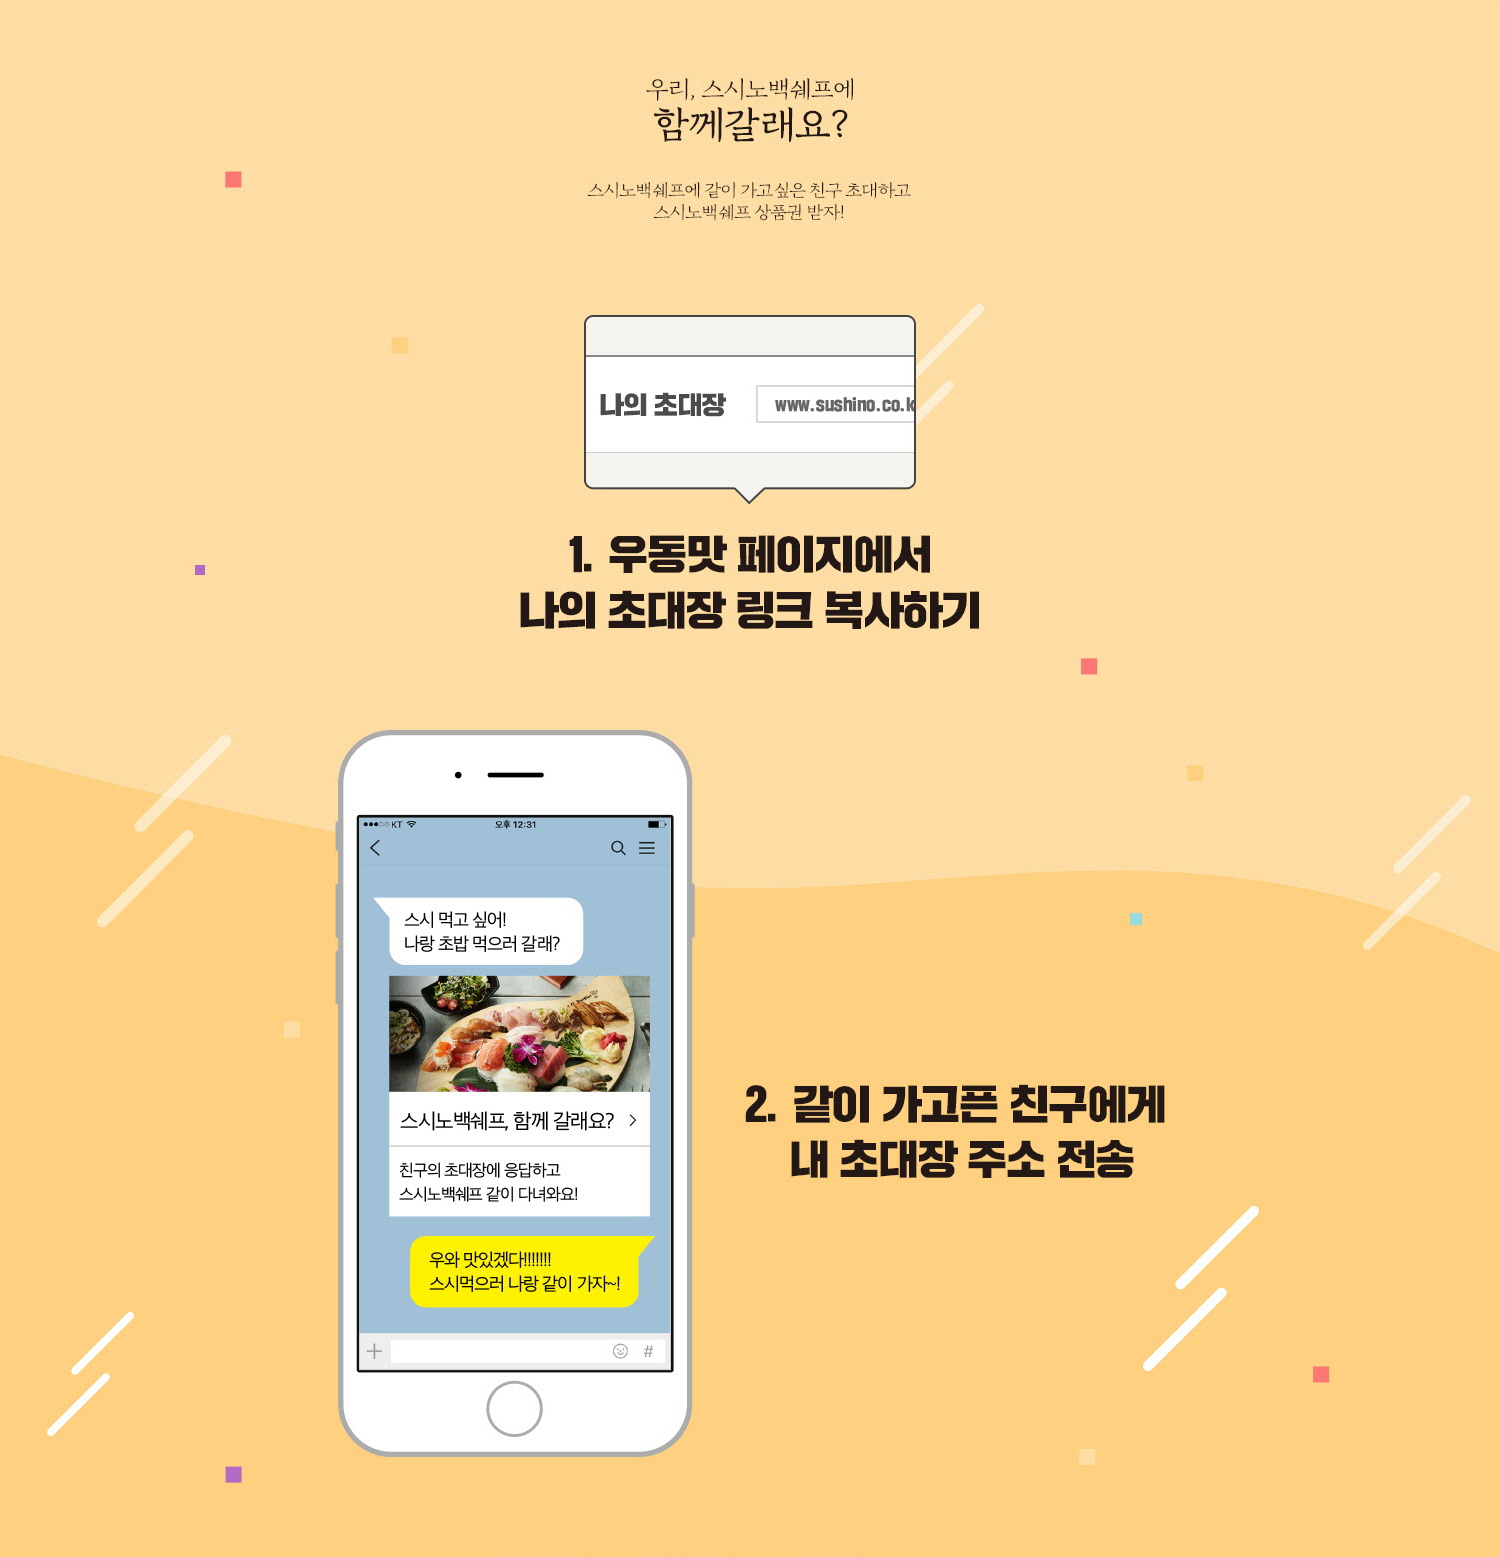 우리, 스시노백쉐프에
함께갈래요?
스시노백쉐프에 같이 가고싶은 친구 초대하고
스시노백쉐프 상품권 받자!
나의 초대장
www.sushino.co.k
1. 우동맛 페이지에서
나의 초대장 링크 복사하기
KT
오후 12:31
스시 먹고 싶어!
나랑 초밥 먹으러 갈래?
스시노백쉐프, 함께 갈래요?
친구의 초대장에 응답하고
스시노백쉐프 같이 다녀와요!
우와 맛있겠다!!!!!!!
스시먹으러 나랑 같이 가자~!
#
2. 같이 가고픈 친구에게
내 초대장 주소 전송